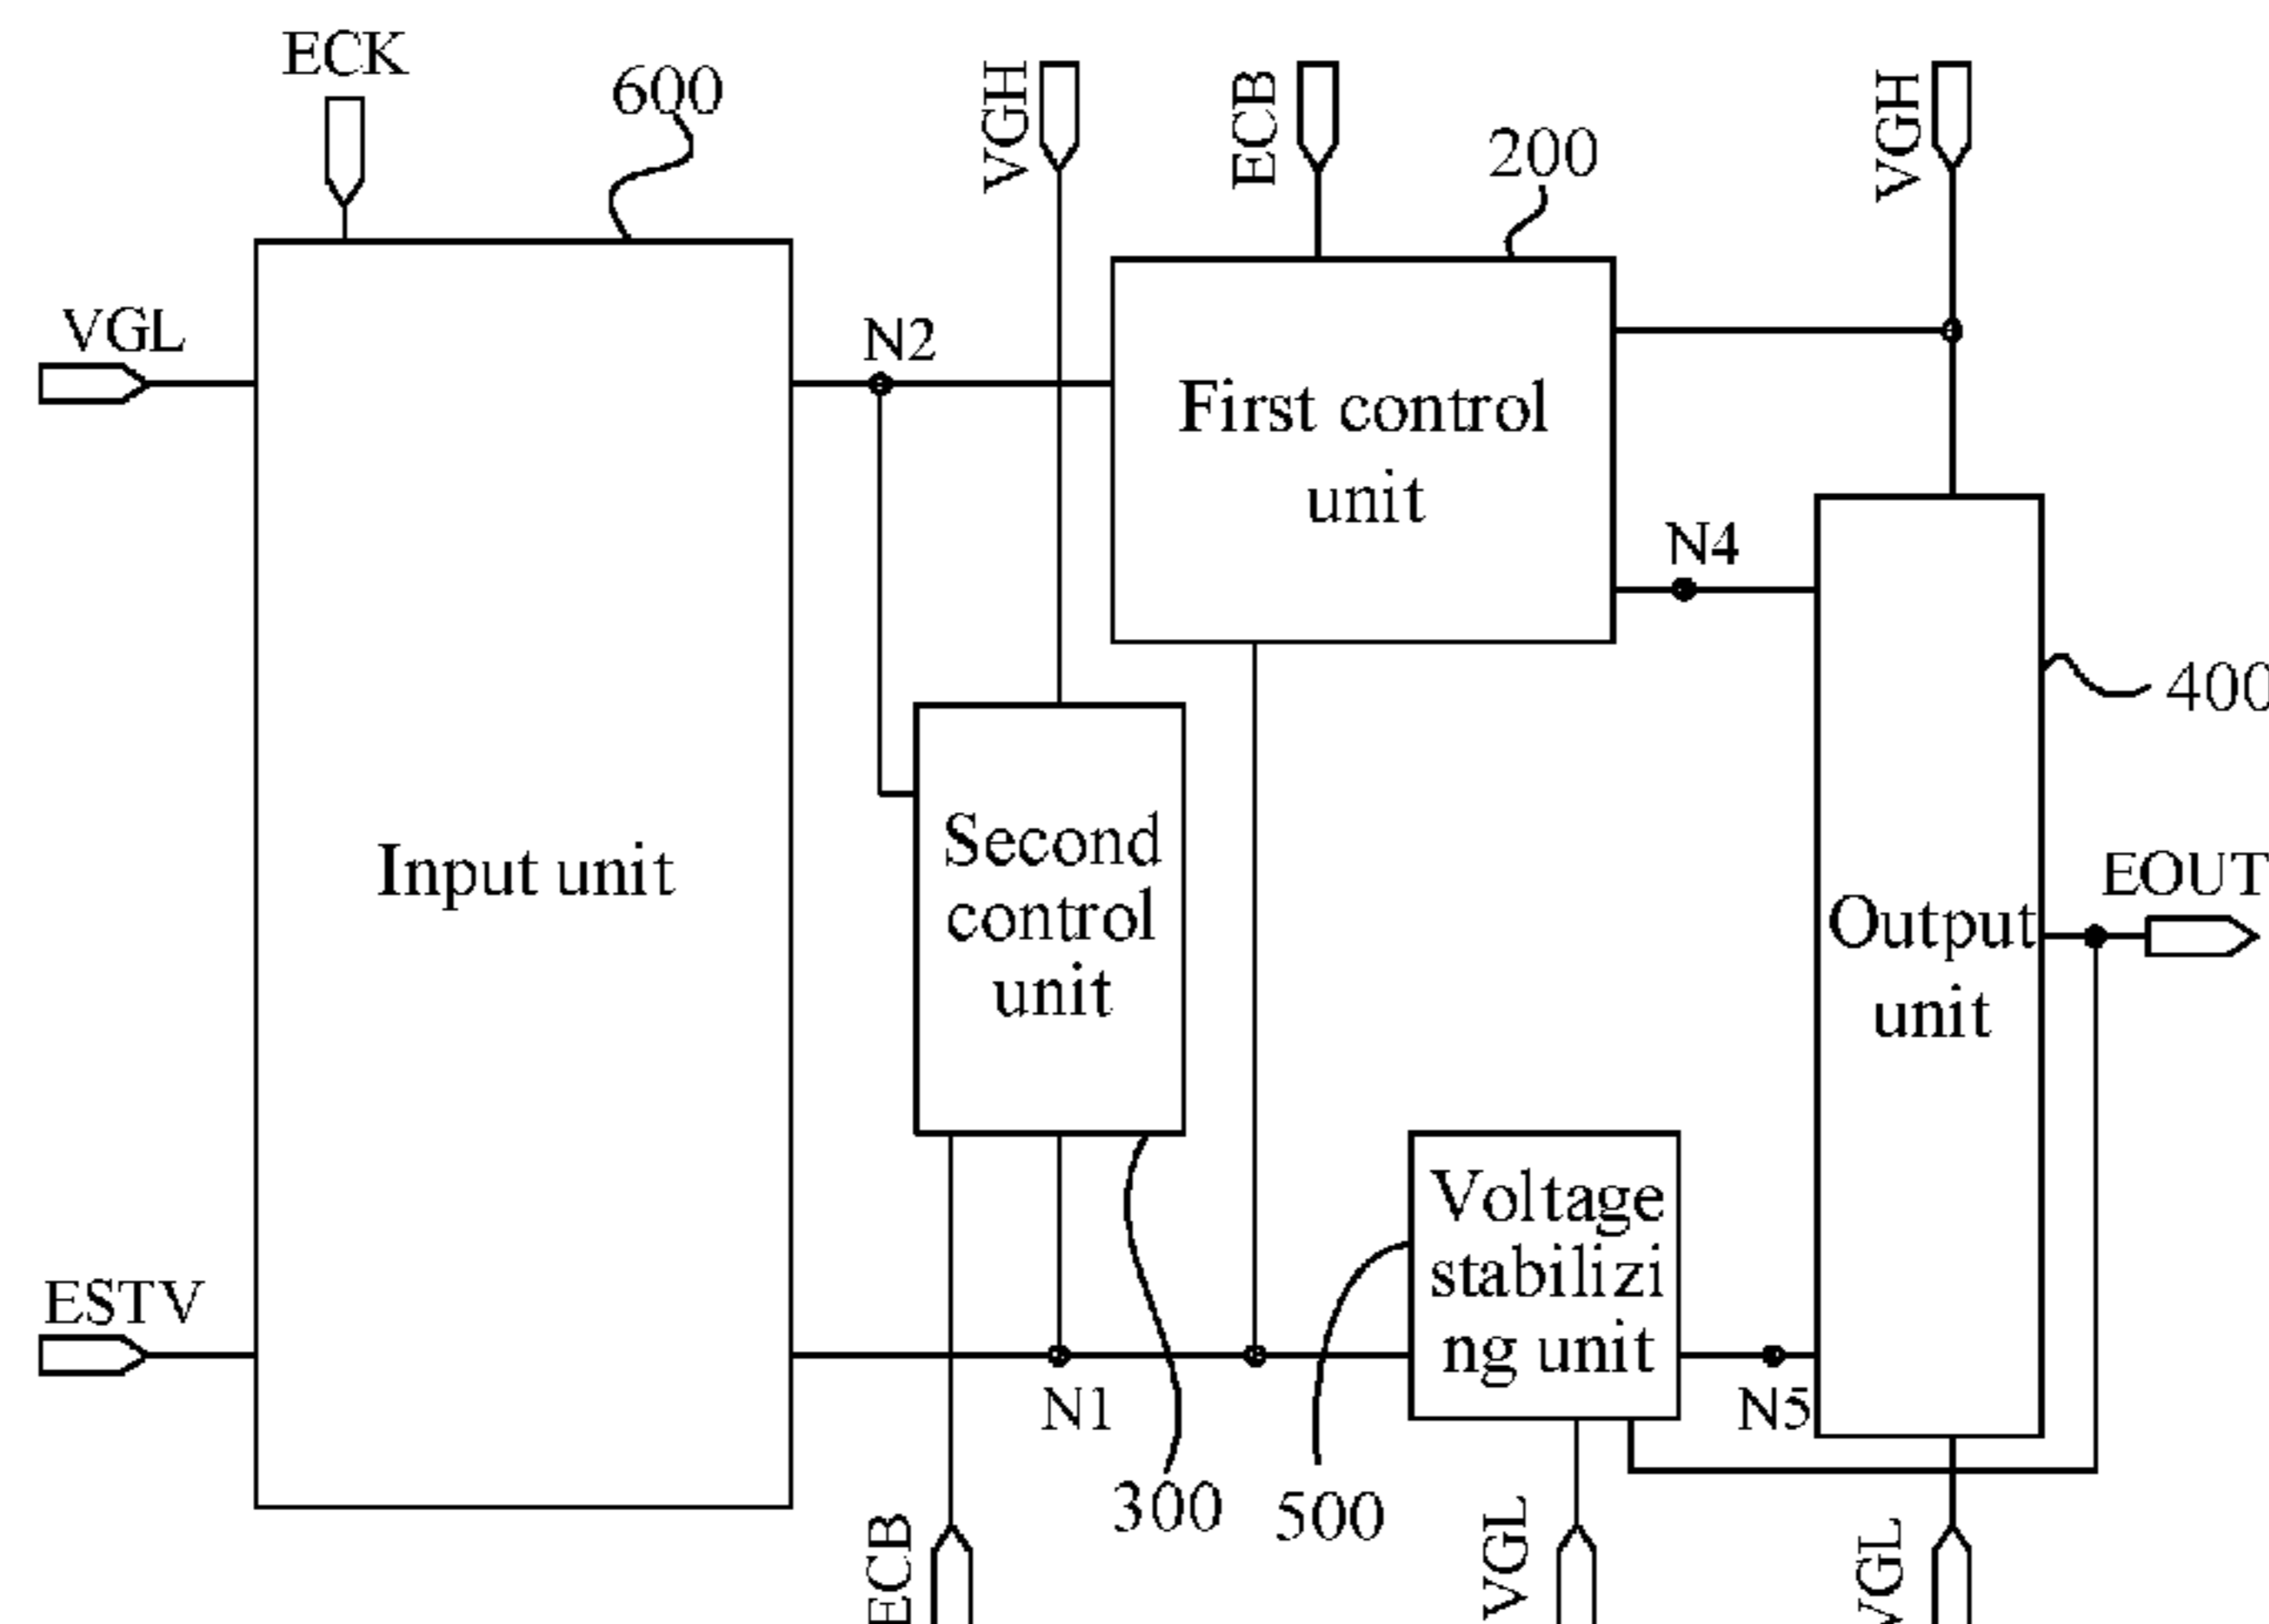 ECK
600
VGH
ECB
200
VGH
VGL
N2
First control
unit
N4
400
Input unit
Second
control
unit
EOUT
Output
unit
Voltage
stabilizi
ng unit
ESTV
N1
N5
300
500
ECB
VGL
VGL